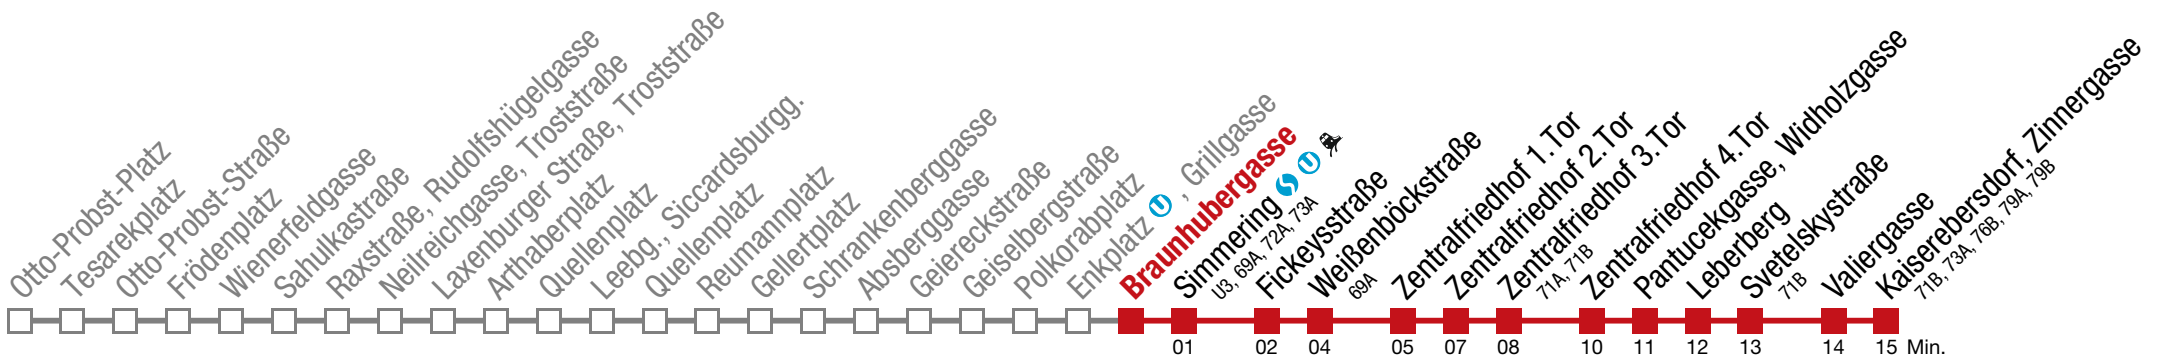 Otto-Probst-Platz
Tesarekplatz
Otto-Probst-Straße
Frödenplatz
Wienerfeldgasse
Sahulkastraße
Raxstraße, Rudolfshügelgasse
Neilreichgasse, Troststraße
Laxenburger Straße, Troststraße
Arthaberplatz
Quellenplatz
Leebg., Siccardsburgg.
Quellenplatz
Reumannplatz
Gellertplatz
Schrankenberggasse
Absberggasse
Geiereckstraße
Geiselbergstraße
Polkorabplatz
Enkplatz U , Grillgasse
Braunhubergasse
Simmering S U
U3, 69A, 72A, 73A
Fickeysstraße
Weißenböckstraße
69A
Zentralfriedhof 1.Tor
Zentralfriedhof 2.Tor
Zentralfriedhof 3.Tor
71A, 71B
Zentralfriedhof 4.Tor
Pantucekgasse, Widholzgasse
Leberberg
Svetelskystraße
71B
Valiergasse
Kaiserebersdorf, Zinnergasse
71B, 73A, 76B, 79A, 79B
01 02 04 05 07 08 10 11 12 13 14 15 Min.